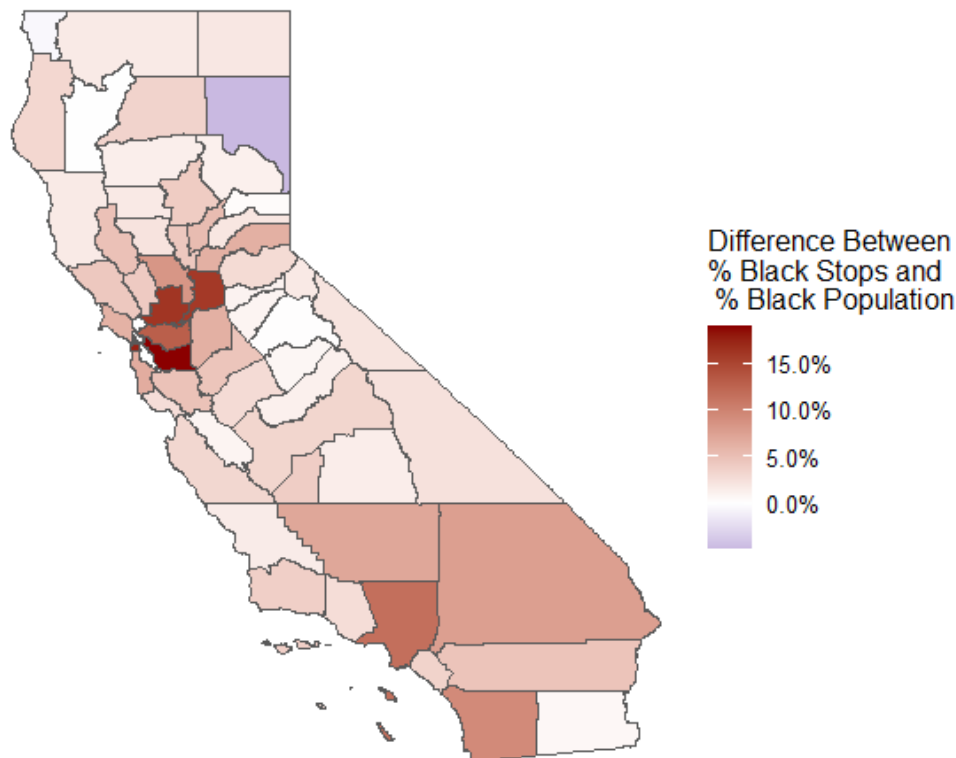 Difference Between
% Black Stops and
% Black Population
15.0%
10.0%
5.0%
0.0%